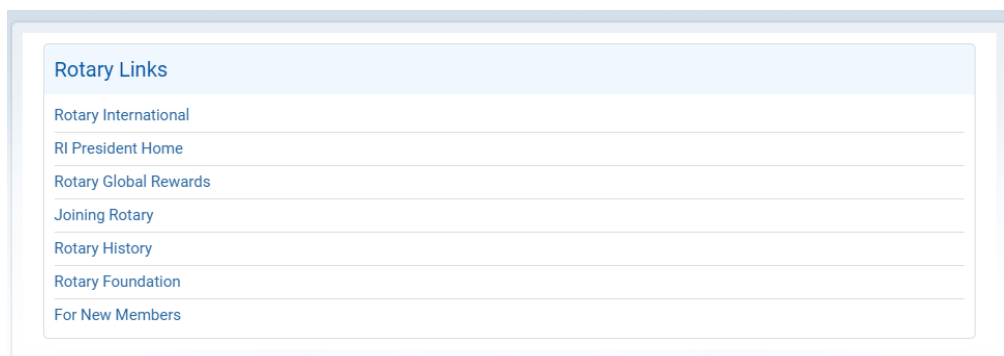 Rotary Links
Rotary International
RI President Home
Rotary Global Rewards
Joining Rotary
Rotary History
Rotary Foundation
For New Members